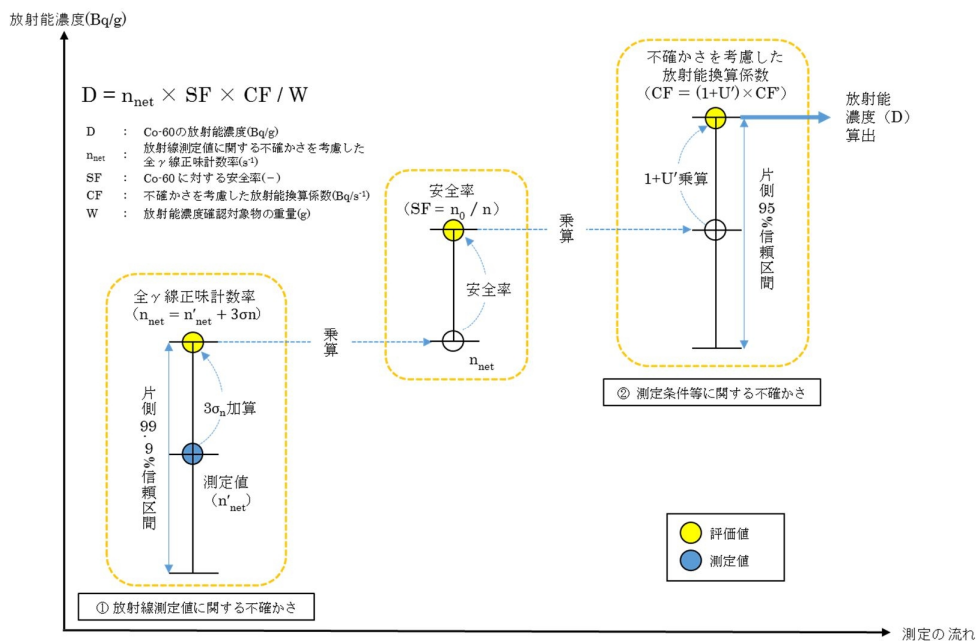 放射能濃度(Bq/g)
D = n_net × SF × CF / W
D : Co-60の放射能濃度(Bq/g)
n_net : 放射線測定値に関する不確かさを考慮した
全γ線正味計数率(s⁻¹)
SF : Co-60に対する安全率(－)
CF : 不確かさを考慮した放射能換算係数(Bq/s⁻¹)
W : 放射能濃度確認対象物の重量(g)
全γ線正味計数率
（n_net = n′_net + 3σn）
片側99.9%信頼区間
3σ_n加算
測定値
（n′_net）
① 放射線測定値に関する不確かさ
乗算
安全率
（SF = n_0 / n）
安全率
n_net
乗算
不確かさを考慮した
放射能換算係数
（CF = (1+U′)×CF’）
1+U′乗算
片側95%信頼区間
② 測定条件等に関する不確かさ
放射能
濃度（D）
算出
評価値
測定値
測定の流れ